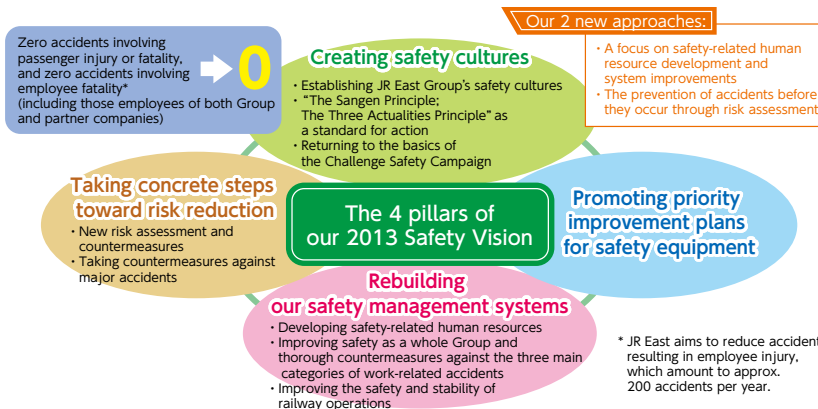 Our 2 new approaches:
Zero accidents involving
passenger injury or fatality,
and zero accidents involving
employee fatality*
(including those employees of both Group
and partner companies)
0
・A focus on safety-related human
resource development and
system improvements
・The prevention of accidents before
they occur through risk assessment
Creating safety cultures
・Establishing JR East Group's safety cultures
・“The Sangen Principle;
The Three Actualities Principle” as
a standard for action
・Returning to the basics of
the Challenge Safety Campaign
Taking concrete steps
toward risk reduction
・New risk assessment and
countermeasures
・Taking countermeasures against
major accidents
The 4 pillars of
our 2013 Safety Vision
Promoting priority
improvement plans
for safety equipment
Rebuilding
our safety management systems
・Developing safety-related human resources
・Improving safety as a whole Group and
thorough countermeasures against the three main
categories of work-related accidents
・Improving the safety and stability of
railway operations
* JR East aims to reduce accident
resulting in employee injury,
which amount to approx.
200 accidents per year.